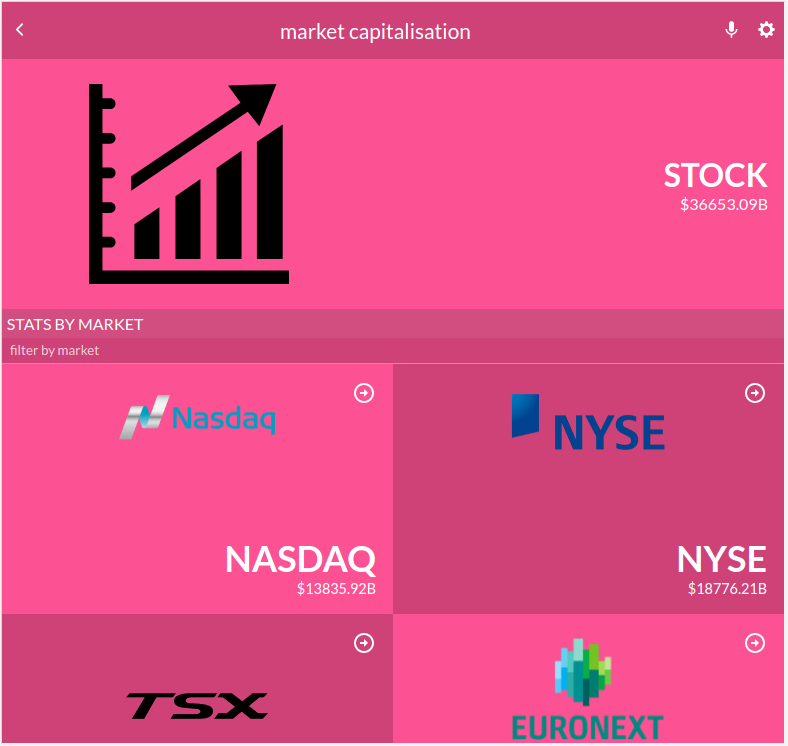 market capitalisation
STOCK
$36653.09B
STATS BY MARKET
filter by market
Nasdaq
NASDAQ
$13835.92B
NYSE
NYSE
$18776.21B
TSX
EURONEXT